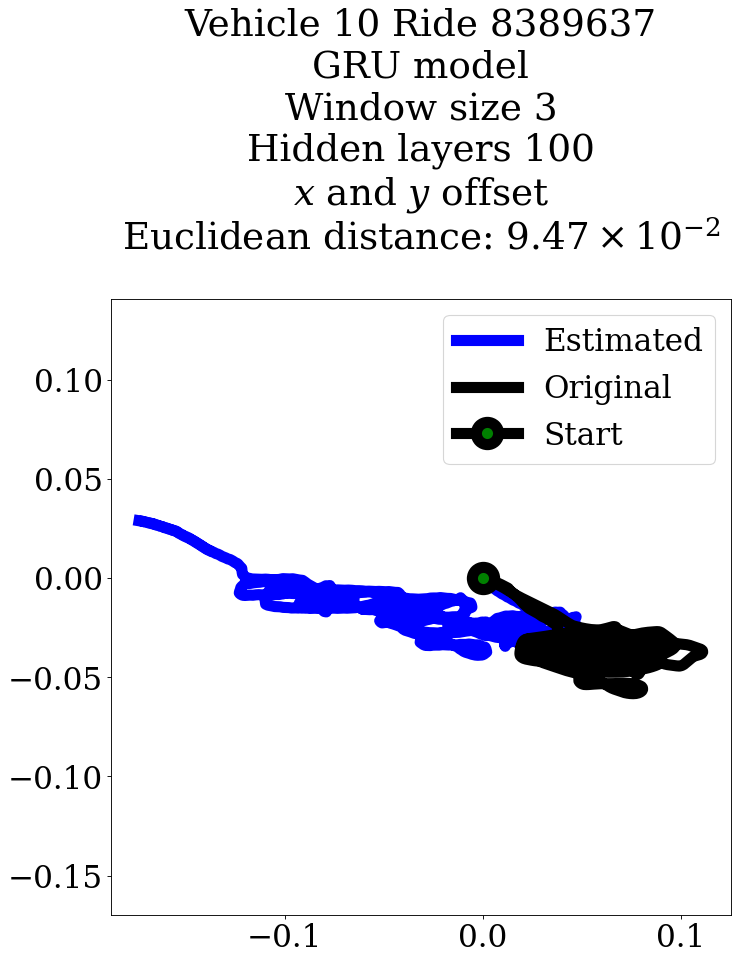 Vehicle 10 Ride 8389637
GRU model
Window size 3
Hidden layers 100
x and y offset
Euclidean distance: 9.47 × 10⁻²
Estimated
Original
Start
0.10
0.05
0.00
−0.05
−0.10
−0.15
−0.1
0.0
0.1